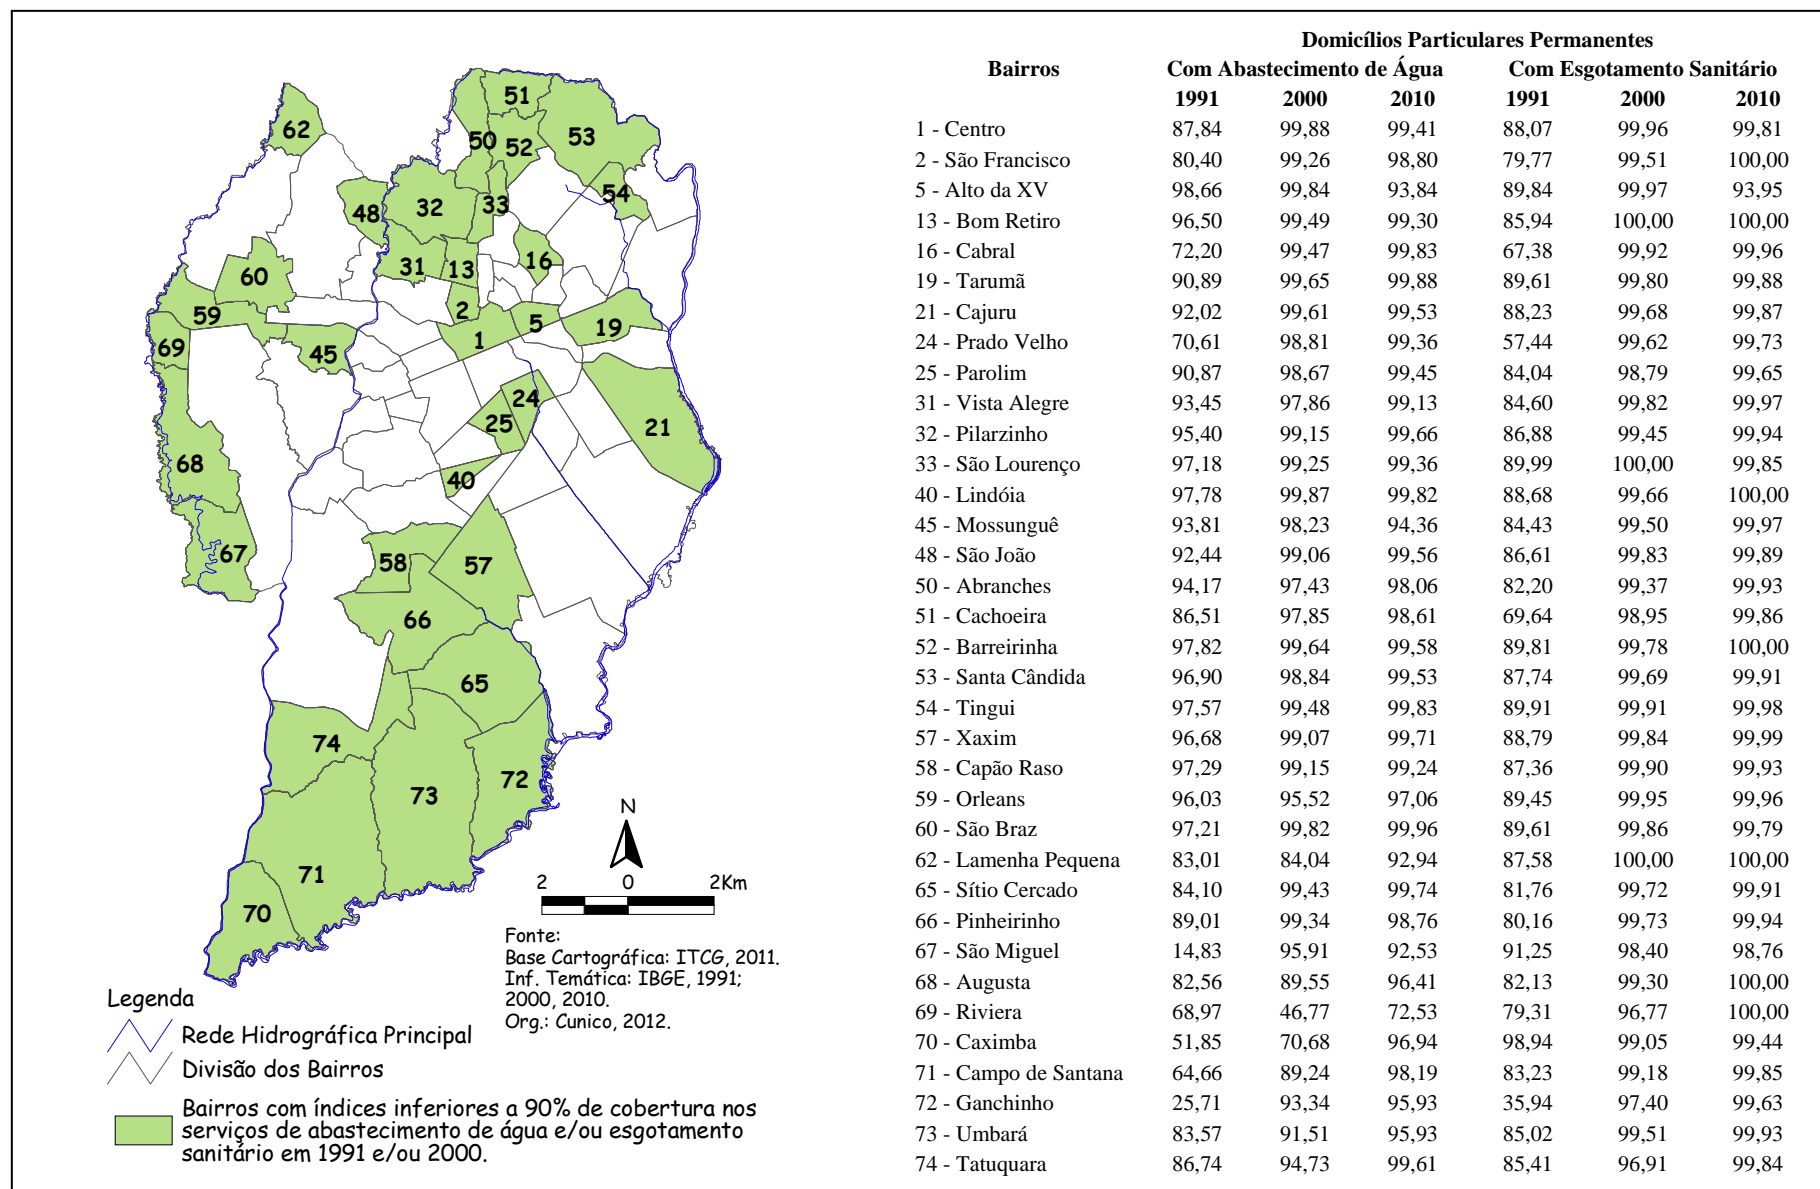 62
51
50
52
53
54
48
32
33
31
13
16
60
59
2
1
5
19
69
45
24
25
21
68
40
67
58
57
66
65
74
73
72
71
70
N
2 0 2Km
Fonte:
Base Cartográfica: ITCG, 2011.
Inf. Temática: IBGE, 1991;
2000, 2010.
Org.: Cunico, 2012.
Legenda
Rede Hidrográfica Principal
Divisão dos Bairros
Bairros com índices inferiores a 90% de cobertura nos
serviços de abastecimento de água e/ou esgotamento
sanitário em 1991 e/ou 2000.
Domicílios Particulares Permanentes
Bairros Com Abastecimento de Água Com Esgotamento Sanitário
1991 2000 2010 1991 2000 2010
1 - Centro 87,84 99,88 99,41 88,07 99,96 99,81
2 - São Francisco 80,40 99,26 98,80 79,77 99,51 100,00
5 - Alto da XV 98,66 99,84 93,84 89,84 99,97 93,95
13 - Bom Retiro 96,50 99,49 99,30 85,94 100,00 100,00
16 - Cabral 72,20 99,47 99,83 67,38 99,92 99,96
19 - Tarumã 90,89 99,65 99,88 89,61 99,80 99,88
21 - Cajuru 92,02 99,61 99,53 88,23 99,68 99,87
24 - Prado Velho 70,61 98,81 99,36 57,44 99,62 99,73
25 - Parolim 90,87 98,67 99,45 84,04 98,79 99,65
31 - Vista Alegre 93,45 97,86 99,13 84,60 99,82 99,97
32 - Pilarzinho 95,40 99,15 99,66 86,88 99,45 99,94
33 - São Lourenço 97,18 99,25 99,36 89,99 100,00 99,85
40 - Lindóia 97,78 99,87 99,82 88,68 99,66 100,00
45 - Mossunguê 93,81 98,23 94,36 84,43 99,50 99,97
48 - São João 92,44 99,06 99,56 86,61 99,83 99,89
50 - Abranches 94,17 97,43 98,06 82,20 99,37 99,93
51 - Cachoeira 86,51 97,85 98,61 69,64 98,95 99,86
52 - Barreirinha 97,82 99,64 99,58 89,81 99,78 100,00
53 - Santa Cândida 96,90 98,84 99,53 87,74 99,69 99,91
54 - Tingui 97,57 99,48 99,83 89,91 99,91 99,98
57 - Xaxim 96,68 99,07 99,71 88,79 99,84 99,99
58 - Capão Raso 97,29 99,15 99,24 87,36 99,90 99,93
59 - Orleans 96,03 95,52 97,06 89,45 99,95 99,96
60 - São Braz 97,21 99,82 99,96 89,61 99,86 99,79
62 - Lamenha Pequena 83,01 84,04 92,94 87,58 100,00 100,00
65 - Sítio Cercado 84,10 99,43 99,74 81,76 99,72 99,91
66 - Pinheirinho 89,01 99,34 98,76 80,16 99,73 99,94
67 - São Miguel 14,83 95,91 92,53 91,25 98,40 98,76
68 - Augusta 82,56 89,55 96,41 82,13 99,30 100,00
69 - Riviera 68,97 46,77 72,53 79,31 96,77 100,00
70 - Caximba 51,85 70,68 96,94 98,94 99,05 99,44
71 - Campo de Santana 64,66 89,24 98,19 83,23 99,18 99,85
72 - Ganchinho 25,71 93,34 95,93 35,94 97,40 99,63
73 - Umbará 83,57 91,51 95,93 85,02 99,51 99,93
74 - Tatuquara 86,74 94,73 99,61 85,41 96,91 99,84